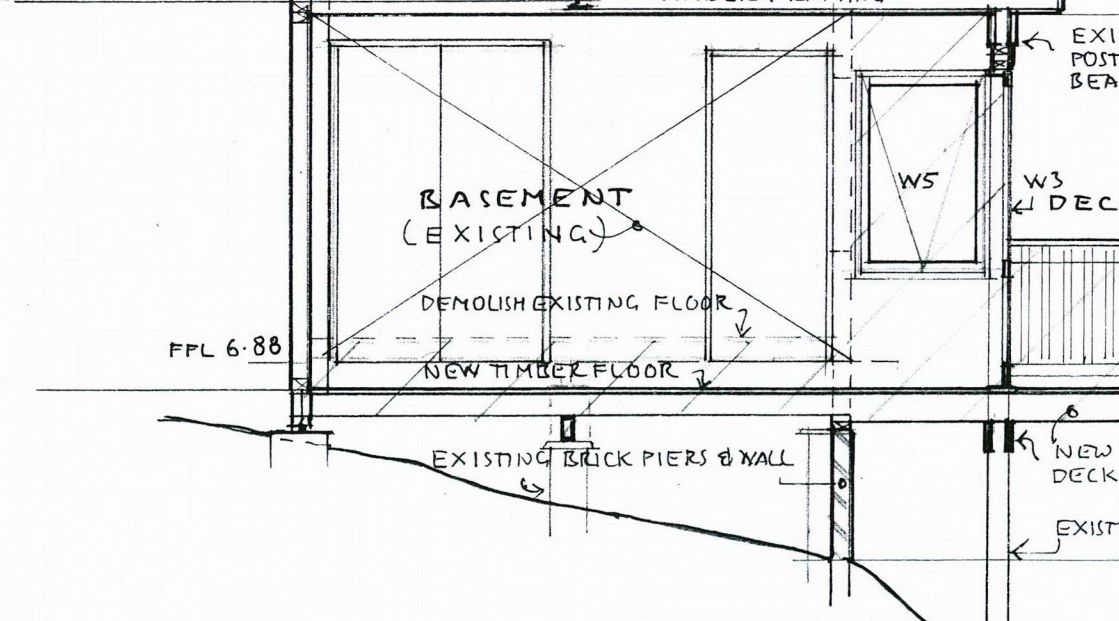 EXI
POST
BEA
BASEMENT
(EXISTING)
W5
W3
DEC
DEMOLISH EXISTING FLOOR
FPL 6.88
NEW TIMBER FLOOR
EXISTING BRICK PIERS & WALL
NEW
DECK
EXIST